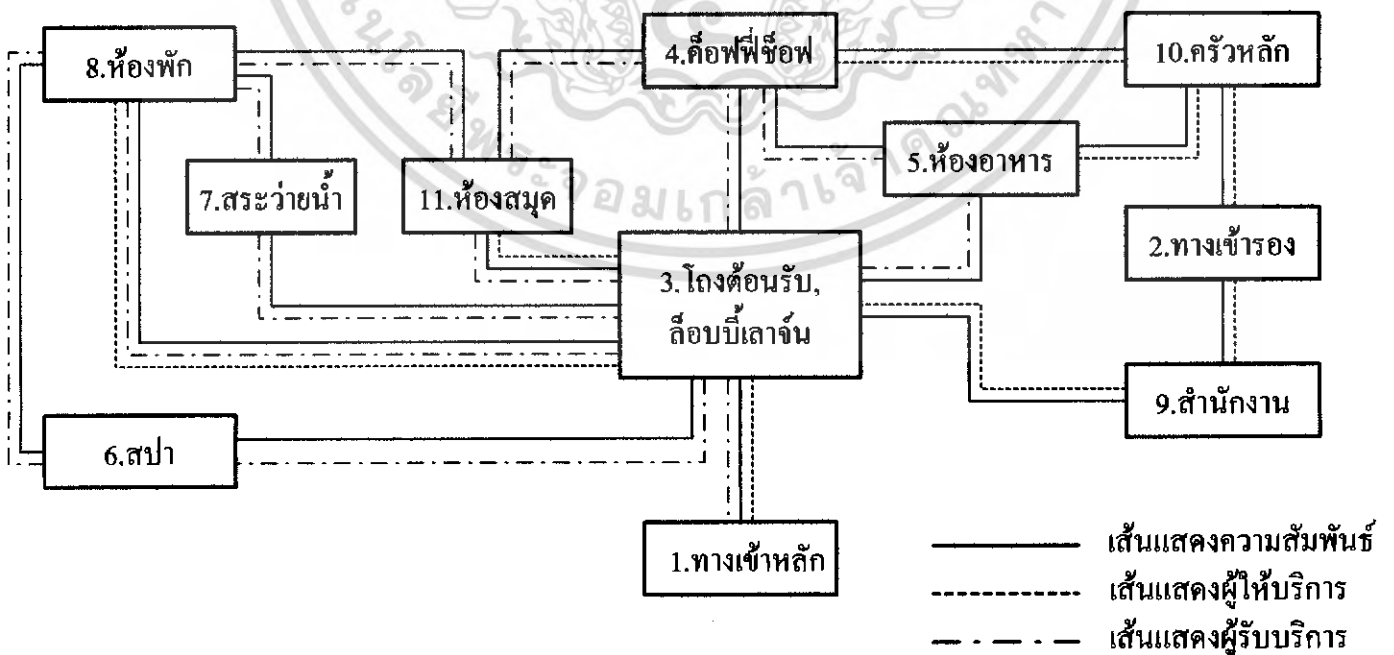 8.ห้องพัก
4.ค็อฟฟี่ช็อฟ
10.ครัวหลัก
5.ห้องอาหาร
7.สระว่ายน้ำ
11.ห้องสมุด
2.ทางเข้ารอง
3.โถงต้อนรับ,
ล็อบบี้เลาจ์น
9.สำนักงาน
6.สปา
1.ทางเข้าหลัก
เส้นแสดงความสัมพันธ์
เส้นแสดงผู้ให้บริการ
เส้นแสดงผู้รับบริการ